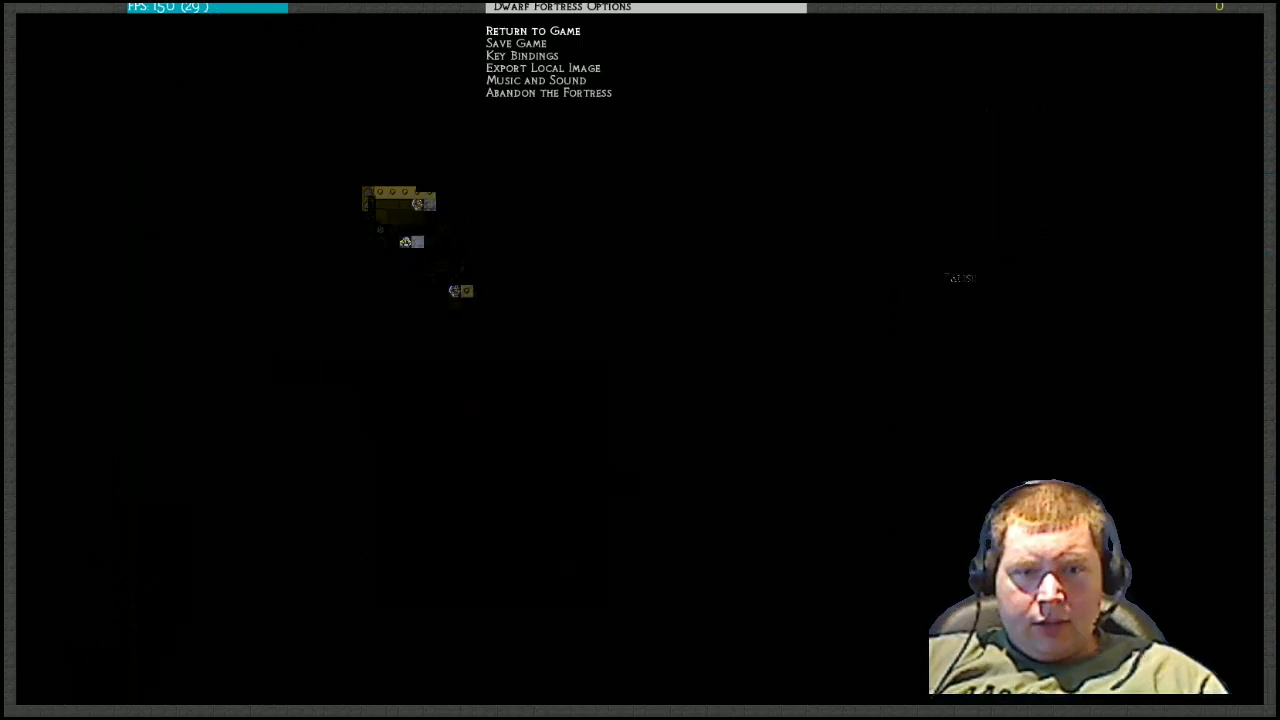 FPS: 150 (29 )
Dwarf Fortress Options
Return to Game
Save Game
Key Bindings
Export Local Image
Music and Sound
Abandon the Fortress